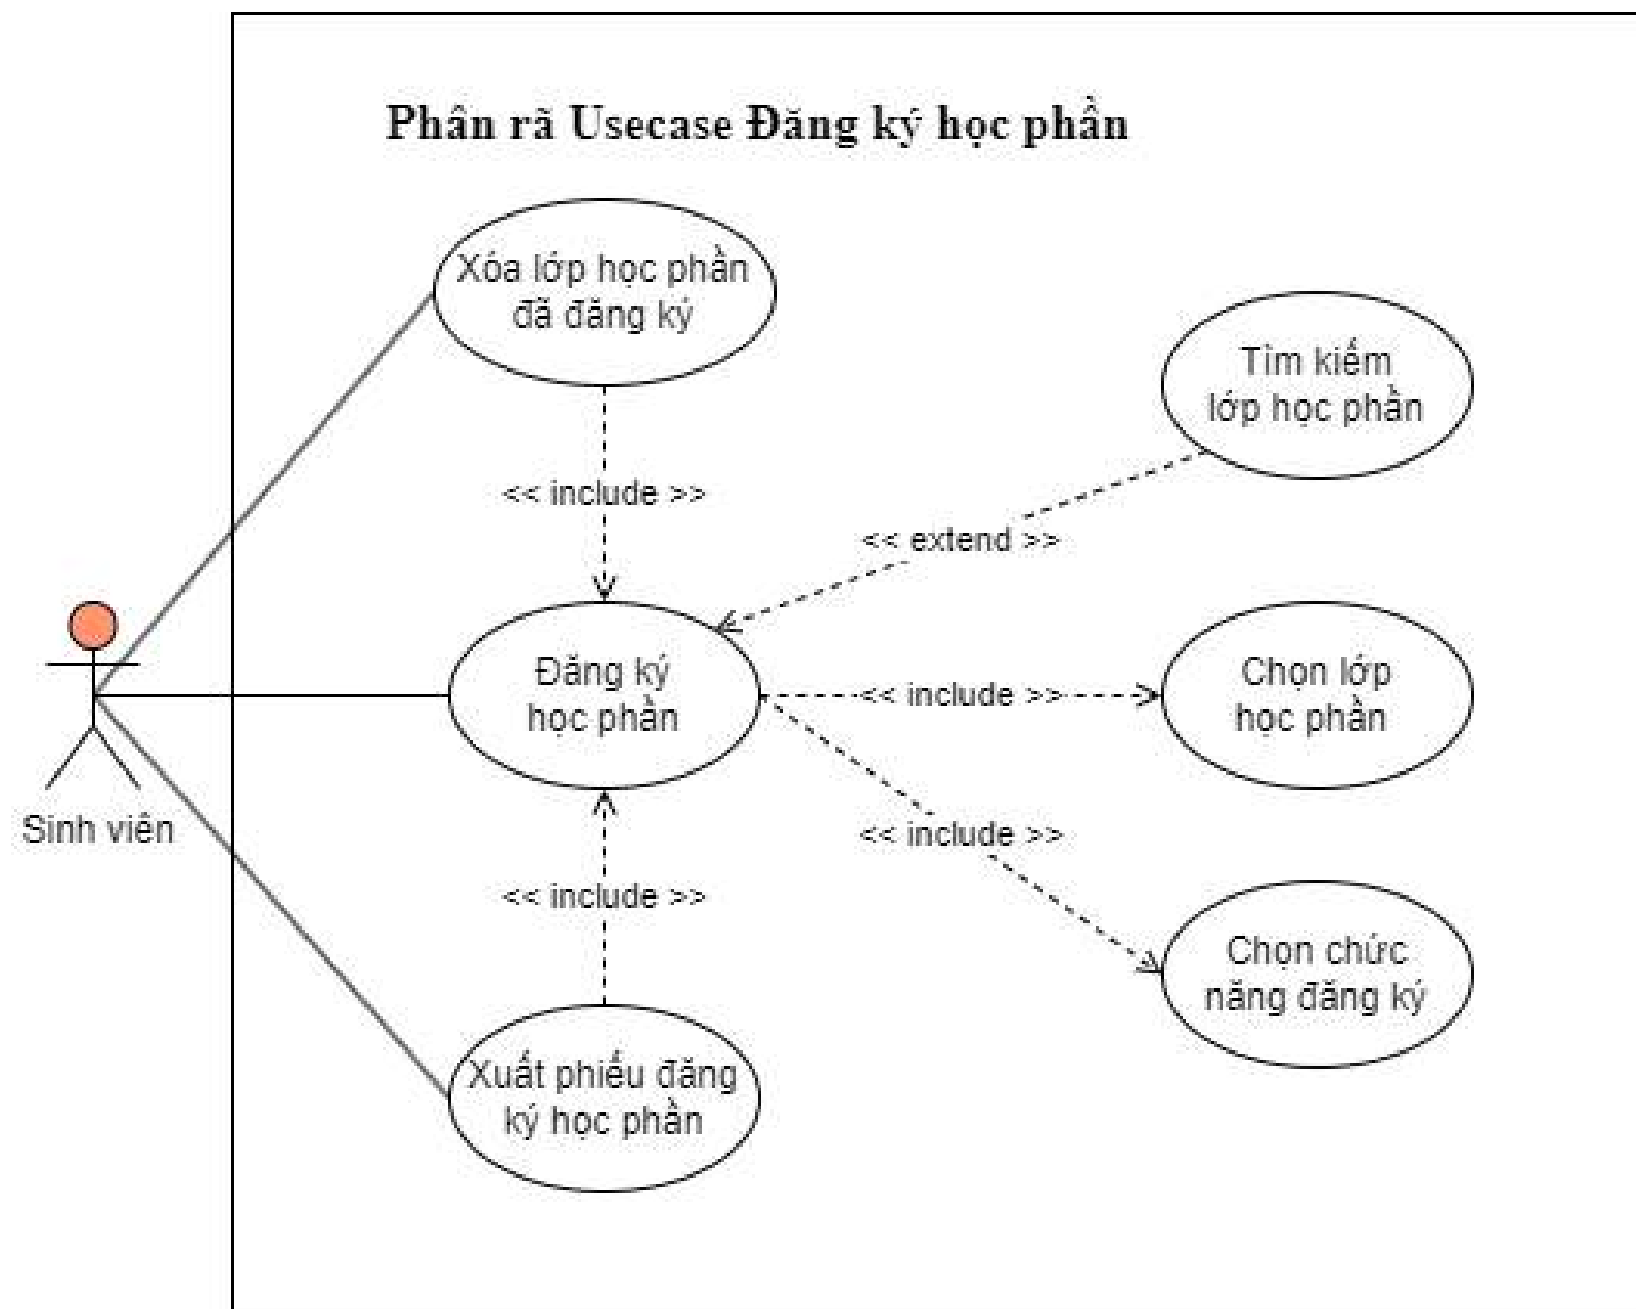 Phân rã Usecase Đăng ký học phần
Xóa lớp học phần
đã đăng ký
Tìm kiếm
lớp học phần
<< include >>
<< extend >>
Đăng ký
học phần
<< include >>
Chọn lớp
học phần
Sinh viên
<< include >>
<< include >>
Chọn chức
năng đăng ký
Xuất phiếu đăng
ký học phần